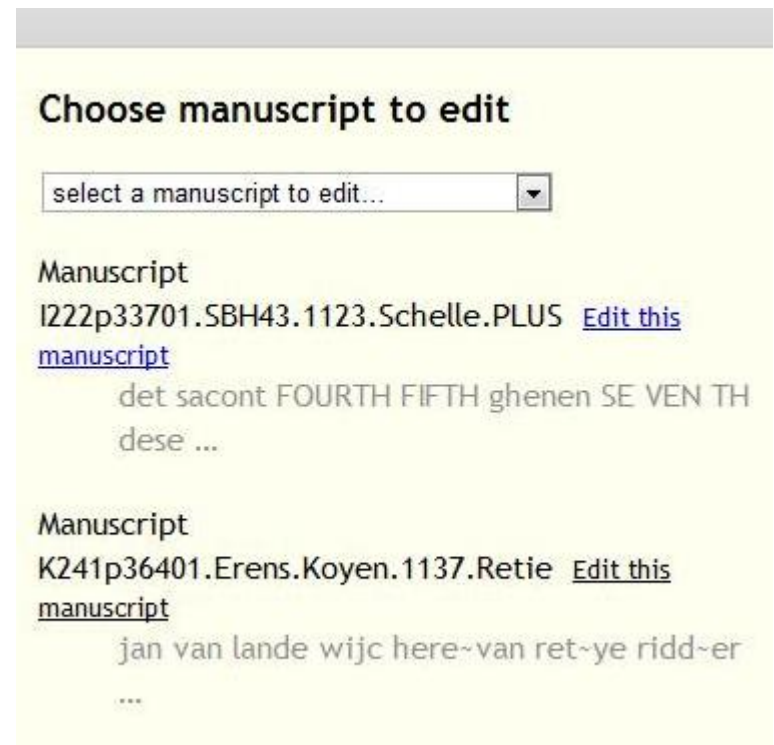 Choose manuscript to edit
select a manuscript to edit...
Manuscript
I222p33701.SBH43.1123.Schelle.PLUS Edit this
manuscript
det sacont FOURTH FIFTH ghenen SE VEN TH
dese ...
Manuscript
K241p36401.Erens.Koyen.1137.Retie Edit this
manuscript
jan van lande wijc here~van ret~ye ridd~er
...